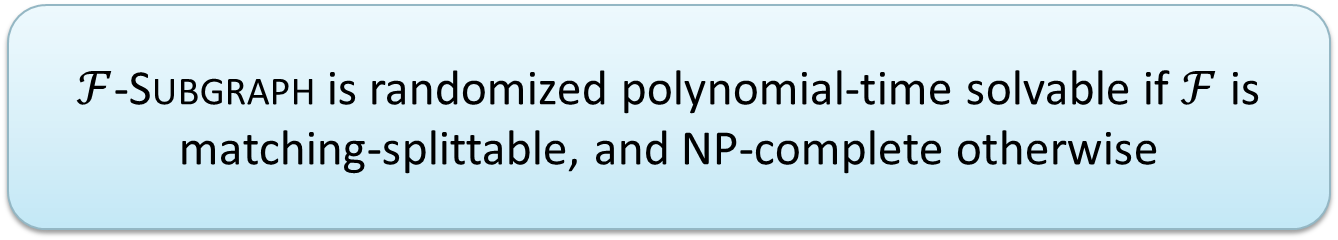 ℱ-SUBGRAPH is randomized polynomial-time solvable if ℱ is
matching-splittable, and NP-complete otherwise